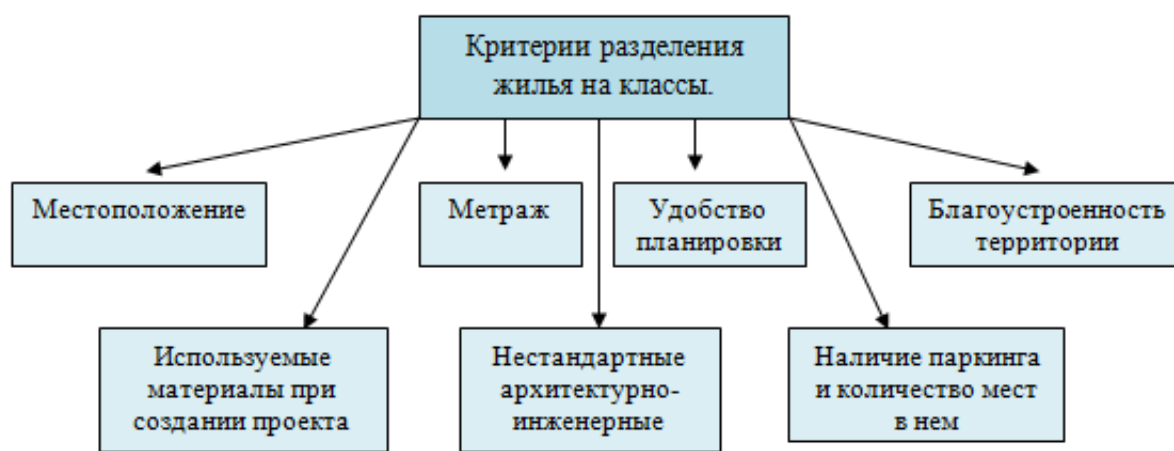 Критерии разделения
жилья на классы.
Местоположение
Метраж
Удобство
планировки
Благоустроенность
территории
Используемые
материалы при
создании проекта
Нестандартные
архитектурно-
инженерные
Наличие паркинга
и количество мест
в нем